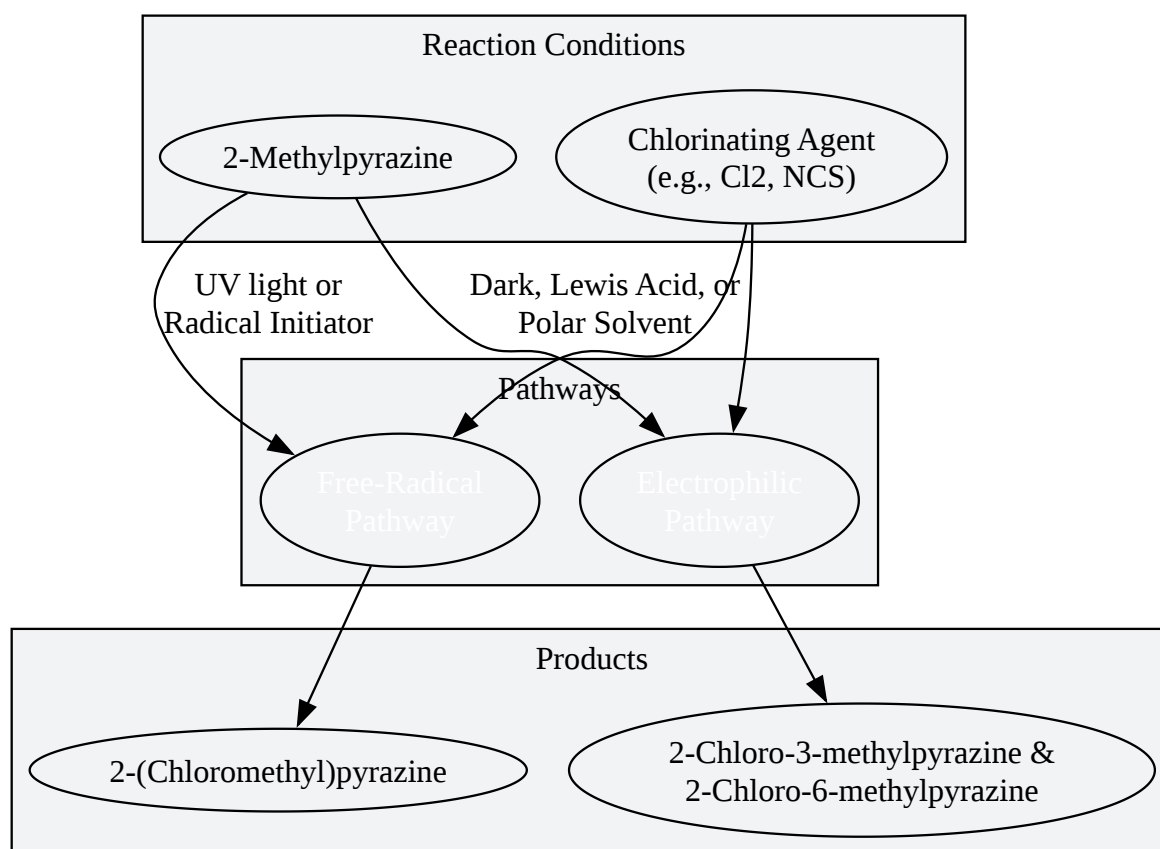 Reaction Conditions
2-Methylpyrazine
Chlorinating Agent
(e.g., Cl2, NCS)
UV light or
Radical Initiator
Dark, Lewis Acid, or
Polar Solvent
Pathways
Free-Radical
Pathway
Electrophilic
Pathway
Products
2-(Chloromethyl)pyrazine
2-Chloro-3-methylpyrazine &
2-Chloro-6-methylpyrazine